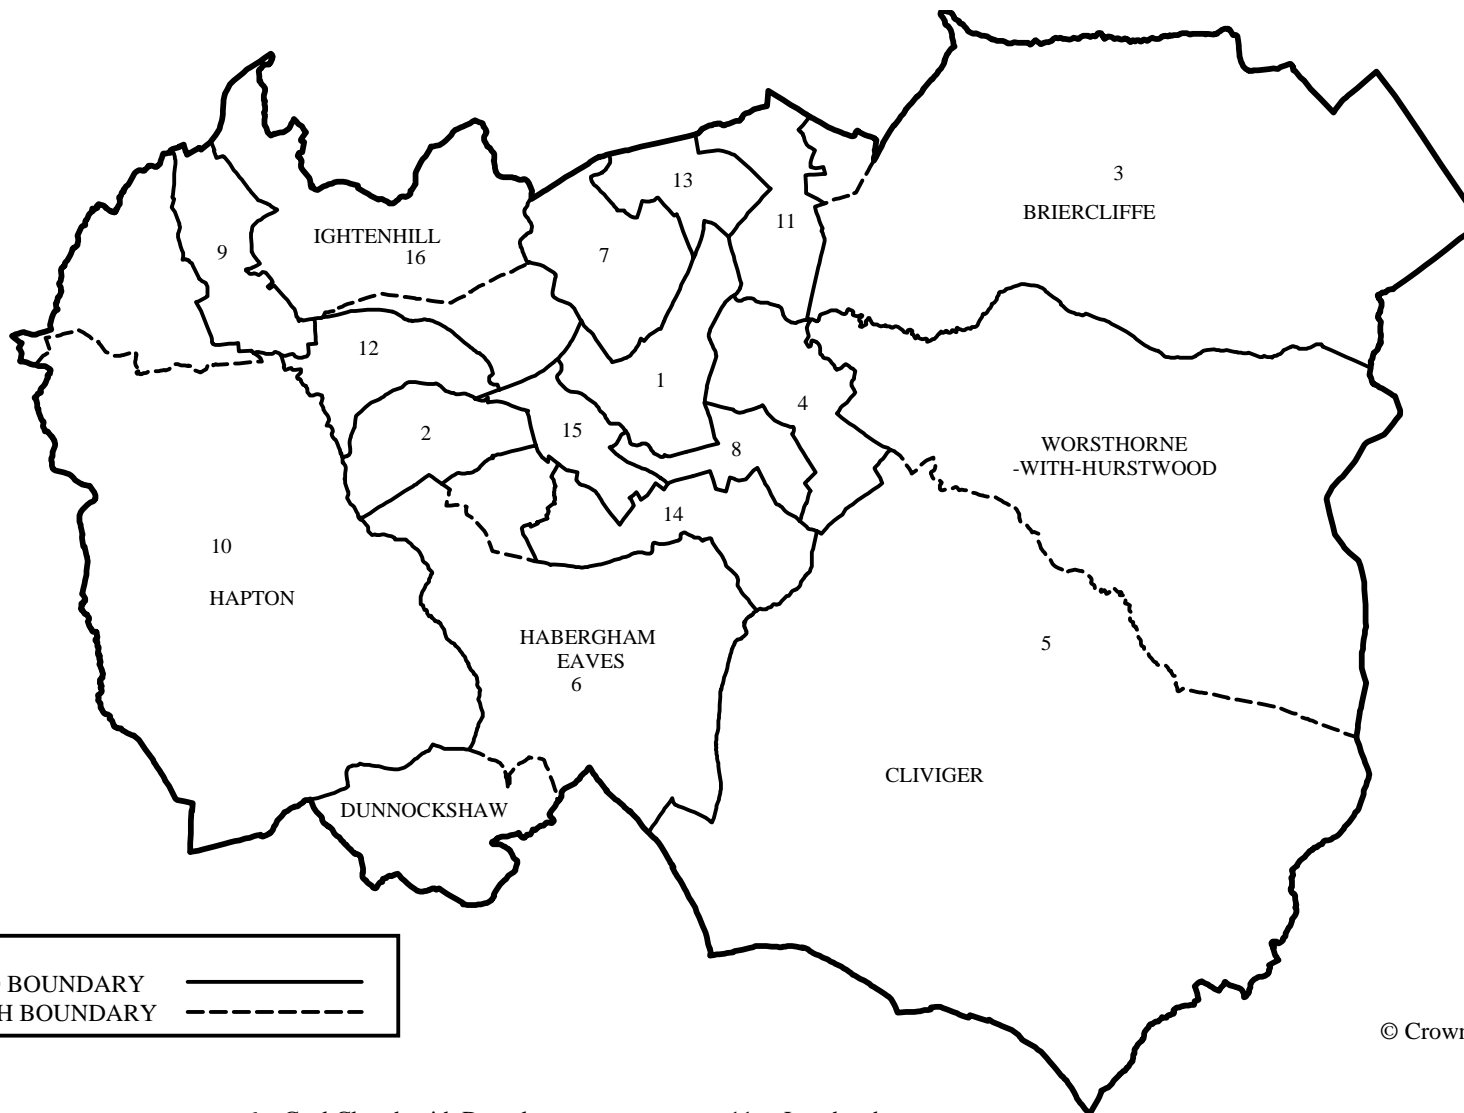 3
BRIERCLIFFE
13
11
IGHTENHILL
16
9
7
12
1
4
2
15
8
WORSTHORNE
-WITH-HURSTWOOD
14
10
HAPTON
HABERGHAM
EAVES
6
5
CLIVIGER
DUNNOCKSHAW
BOUNDARY
H BOUNDARY
© Crown